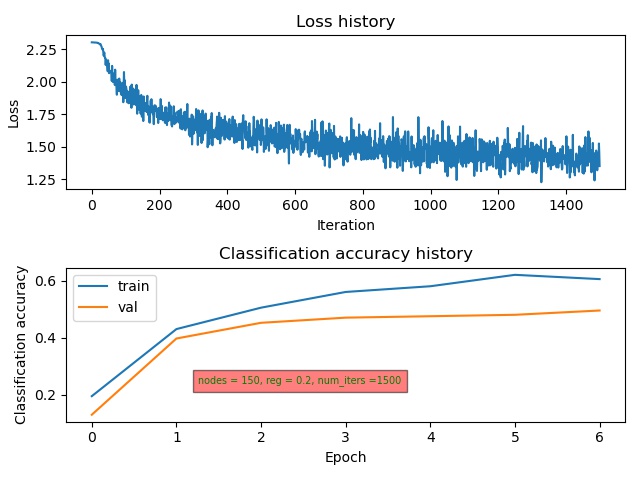 Loss history
2.25
2.00
1.75
1.50
1.25
Loss
0 200 400 600 800 1000 1200 1400
Iteration
Classification accuracy history
0.6
0.4
0.2
Classification accuracy
train
val
nodes = 150, reg = 0.2, num_iters =1500
0 1 2 3 4 5 6
Epoch